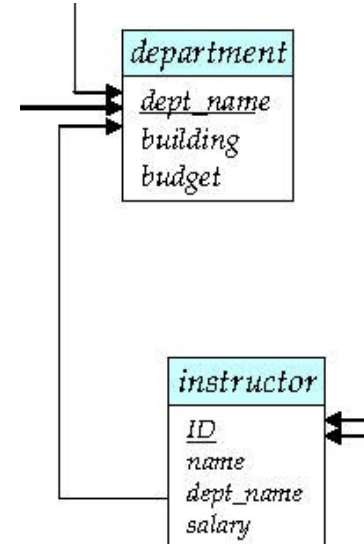 department
dept_name
building
budget
instructor
ID
name
dept_name
salary